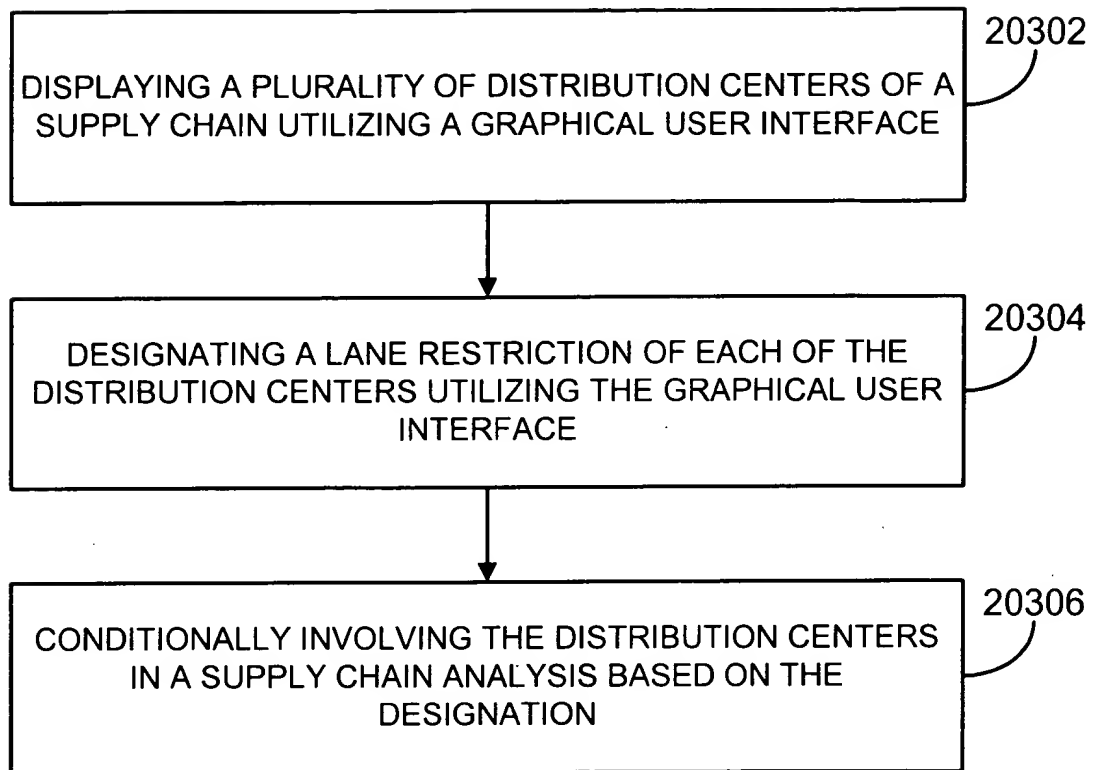 20302
DISPLAYING A PLURALITY OF DISTRIBUTION CENTERS OF A
SUPPLY CHAIN UTILIZING A GRAPHICAL USER INTERFACE
20304
DESIGNATING A LANE RESTRICTION OF EACH OF THE
DISTRIBUTION CENTERS UTILIZING THE GRAPHICAL USER
INTERFACE
20306
CONDITIONALLY INVOLVING THE DISTRIBUTION CENTERS
IN A SUPPLY CHAIN ANALYSIS BASED ON THE
DESIGNATION